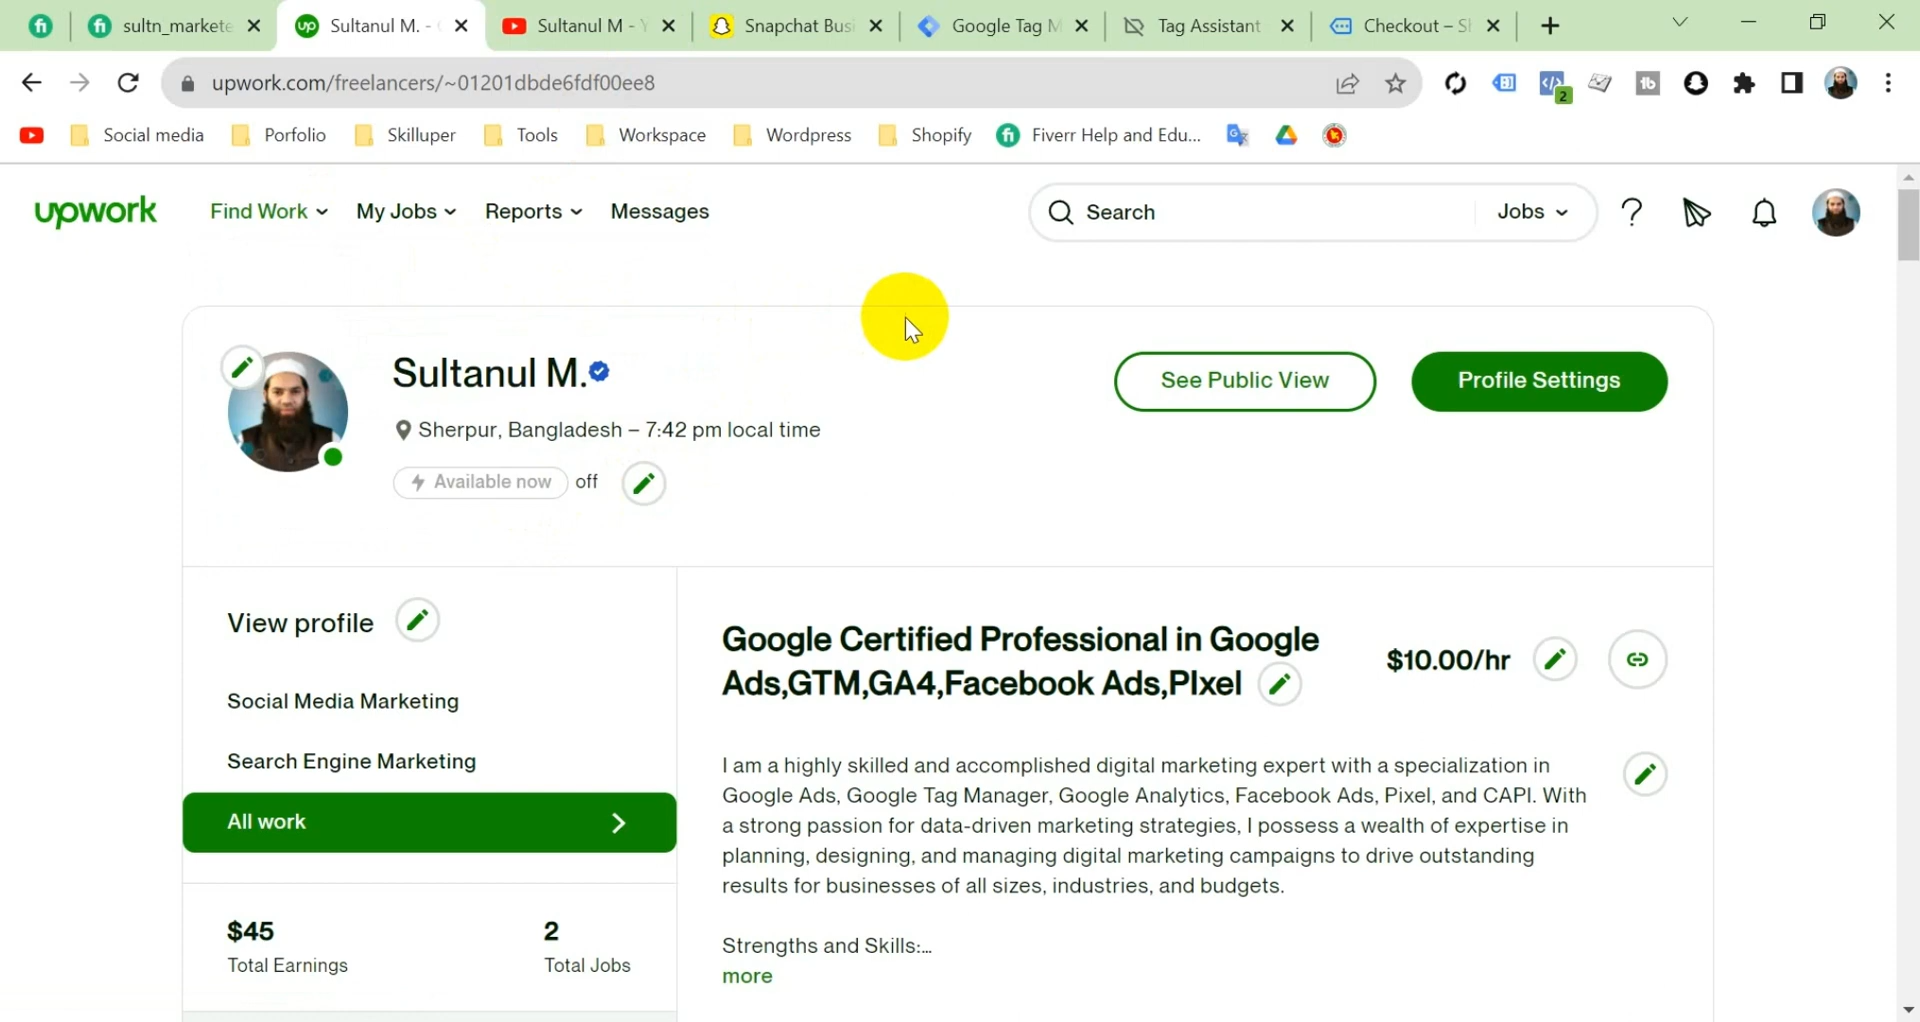 sultn_markete
Sultanul M. -
Sultanul M - Y
Snapchat Busi
Google Tag M
Tag Assistant
Checkout – Sh
upwork.com/freelancers/~01201dbde6fdf00ee8
2
Social media
Porfolio
Skilluper
Tools
Workspace
Wordpress
Shopify
Fiverr Help and Edu...
upwork
Find Work
My Jobs
Reports
Messages
Search
Jobs
Sultanul M.
Sherpur, Bangladesh – 7:42 pm local time
Available now
off
See Public View
Profile Settings
View profile
Social Media Marketing
Search Engine Marketing
All work
$45
Total Earnings
2
Total Jobs
Google Certified Professional in Google
Ads,GTM,GA4,Facebook Ads,PIxel
$10.00/hr
I am a highly skilled and accomplished digital marketing expert with a specialization in
Google Ads, Google Tag Manager, Google Analytics, Facebook Ads, Pixel, and CAPI. With
a strong passion for data-driven marketing strategies, I possess a wealth of expertise in
planning, designing, and managing digital marketing campaigns to drive outstanding
results for businesses of all sizes, industries, and budgets.
Strengths and Skills:...
more